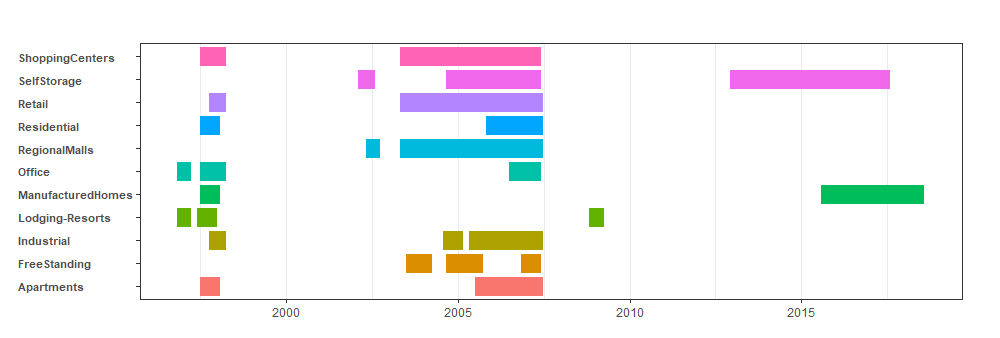 ShoppingCenters
SelfStorage
Retail
Residential
RegionalMalls
Office
ManufacturedHomes
Lodging-Resorts
Industrial
FreeStanding
Apartments
2000 2005 2010 2015